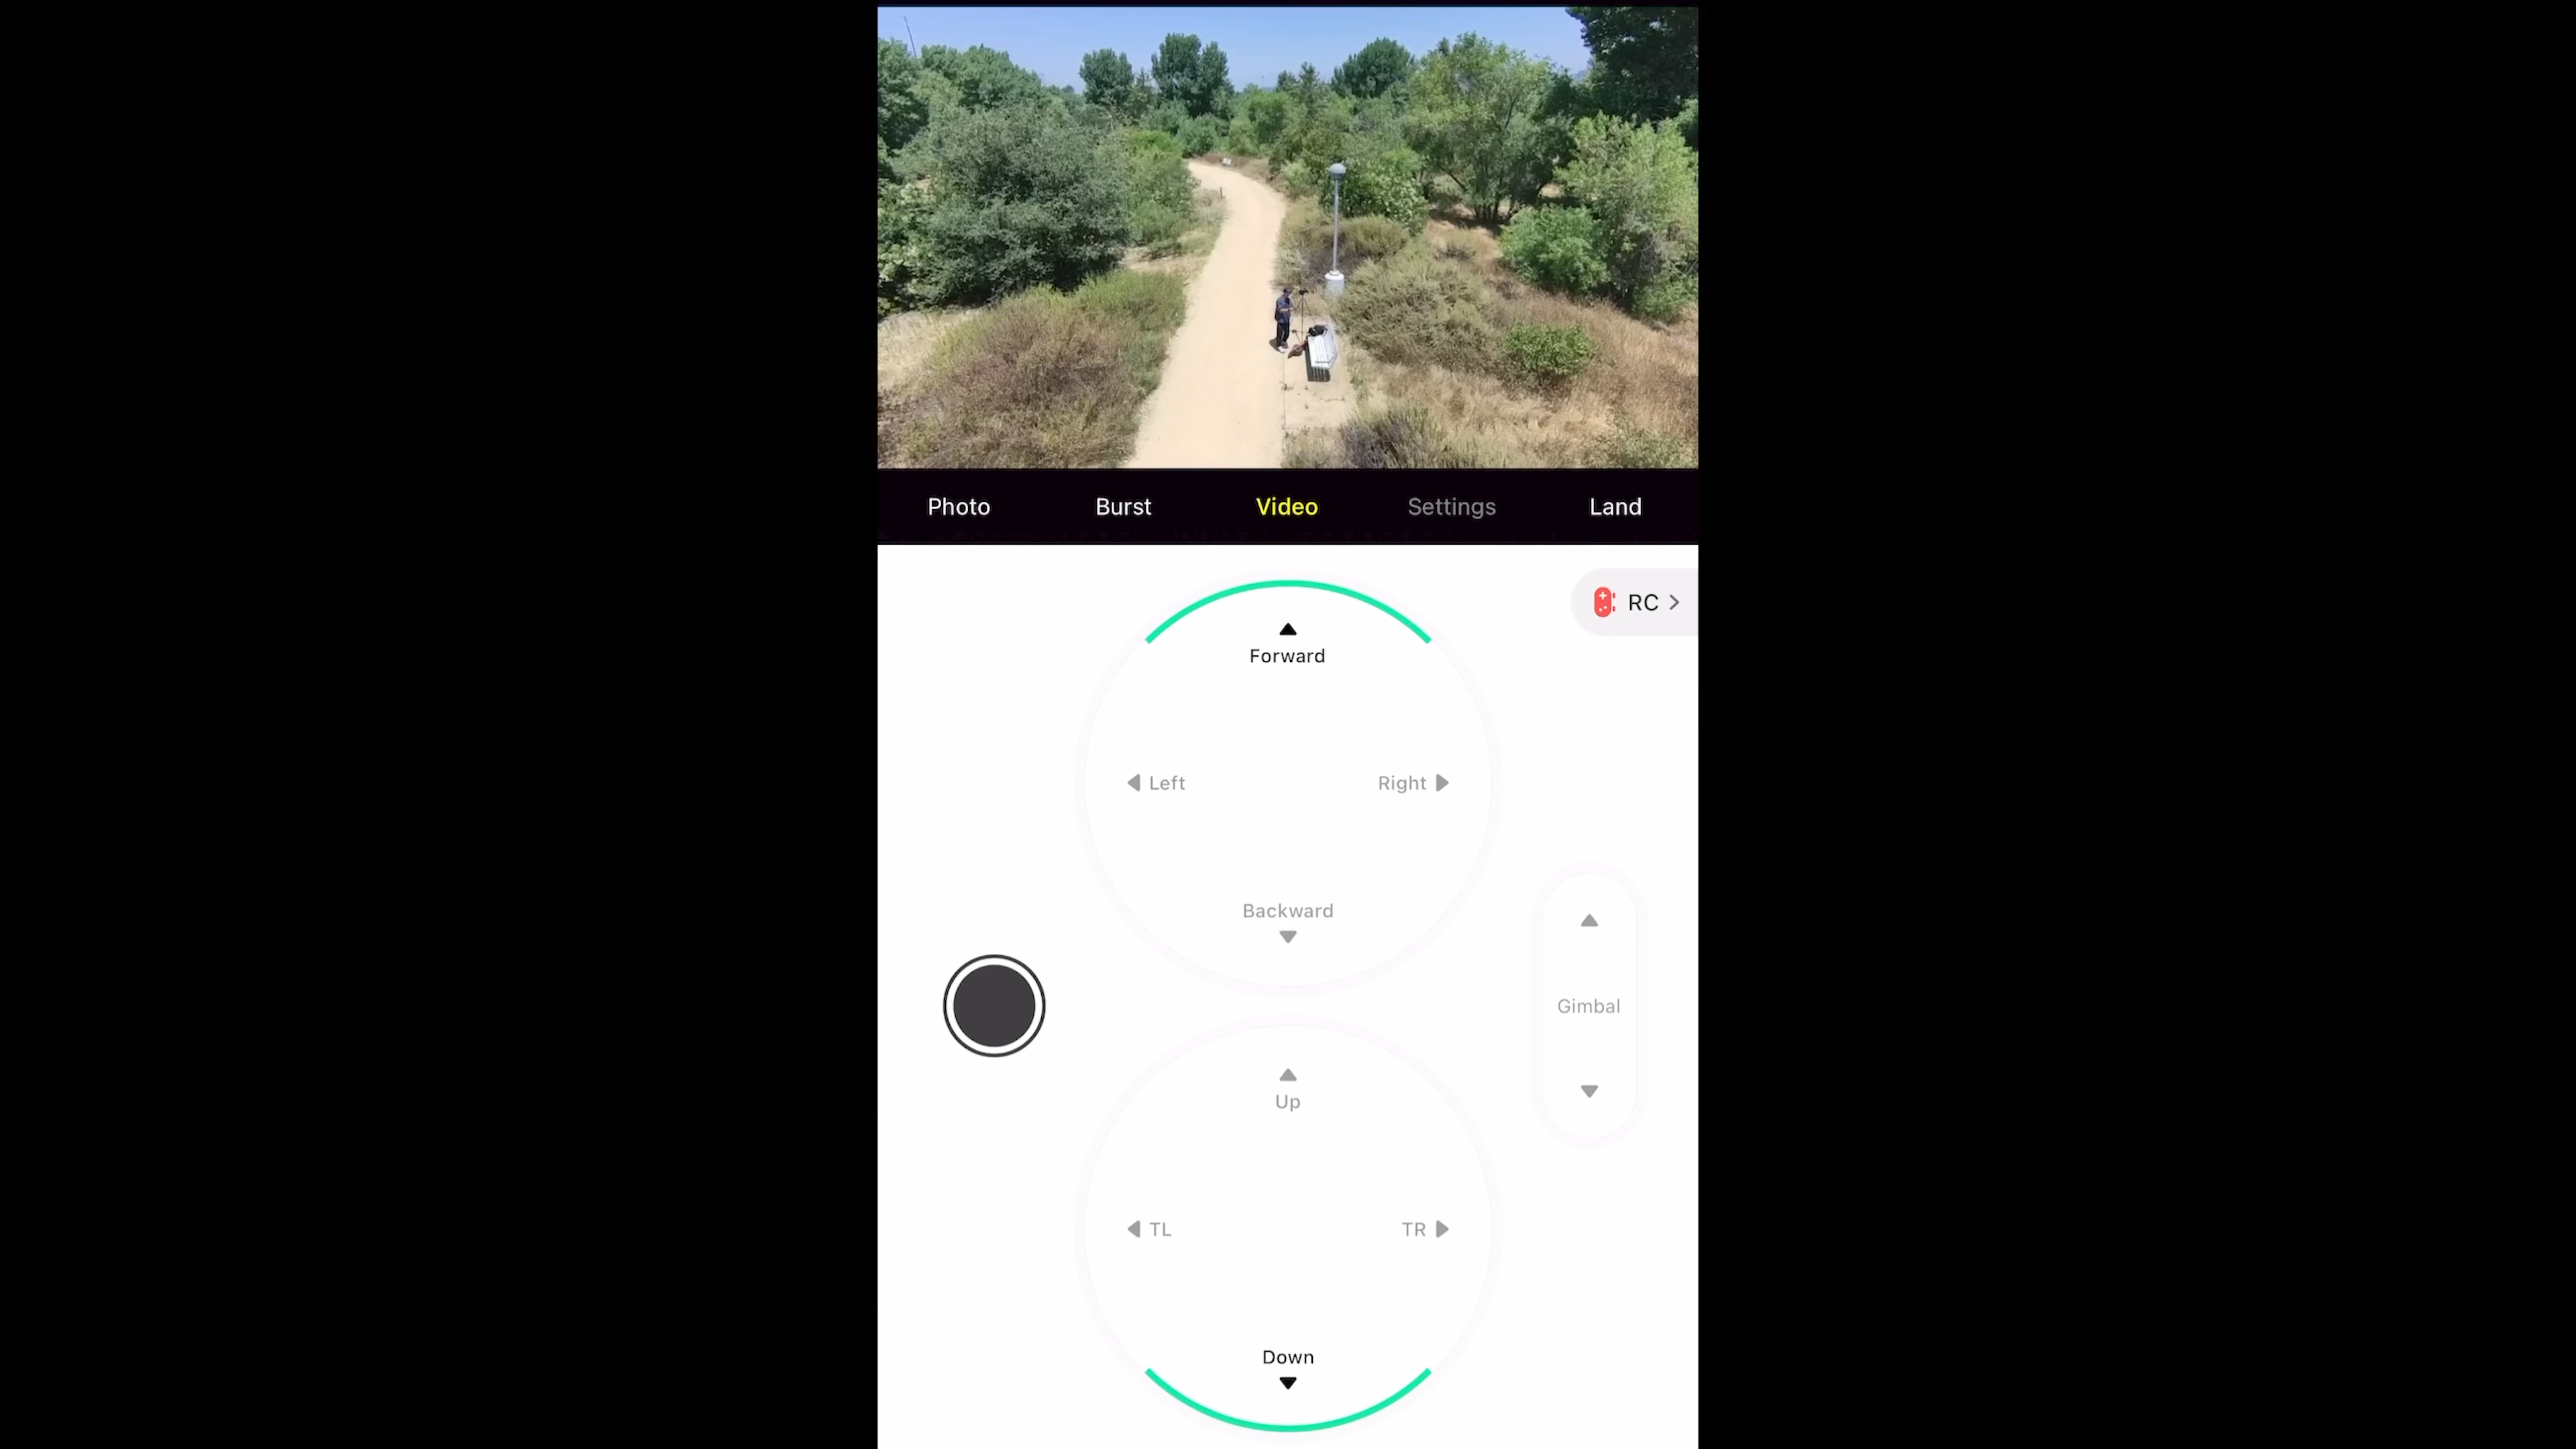 Photo Burst Video Settings Land
RC
Forward
Left Right
Backward
Gimbal
Up
TL TR
Down